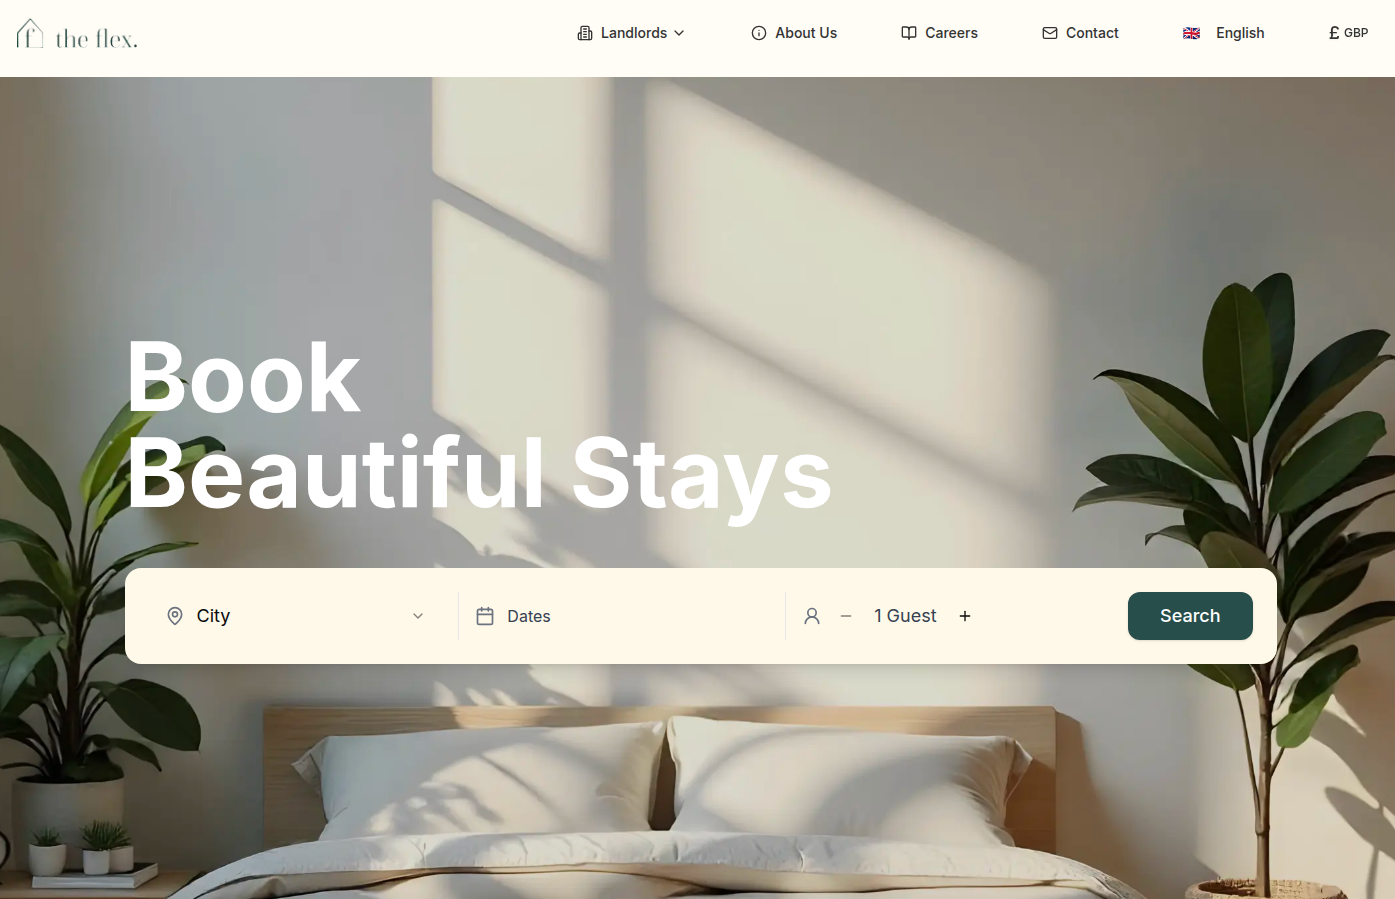 the flex.
Landlords
About Us
Careers
Contact
English
£ GBP
Book
Beautiful Stays
City
Dates
1 Guest
Search